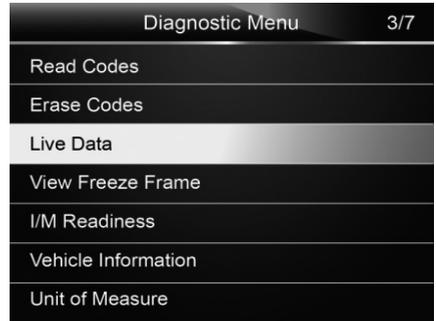 Diagnostic Menu 3/7
Read Codes
Erase Codes
Live Data
View Freeze Frame
I/M Readiness
Vehicle Information
Unit of Measure